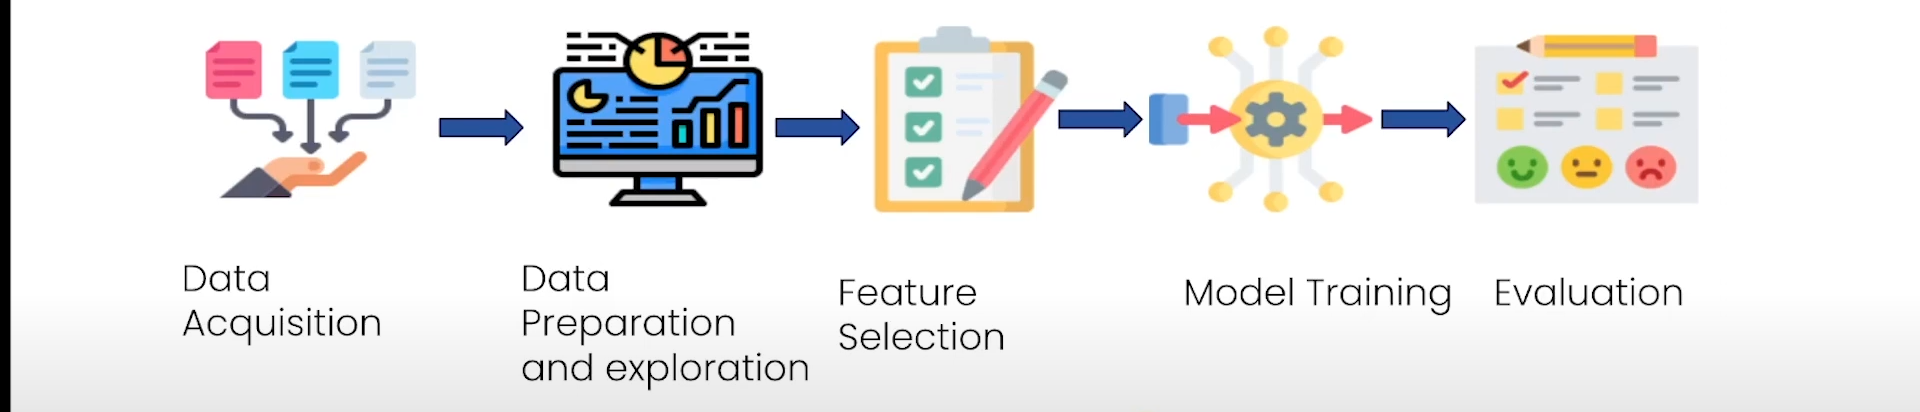 Data
Acquisition
Data
Preparation
and exploration
Feature
Selection
Model Training
Evaluation